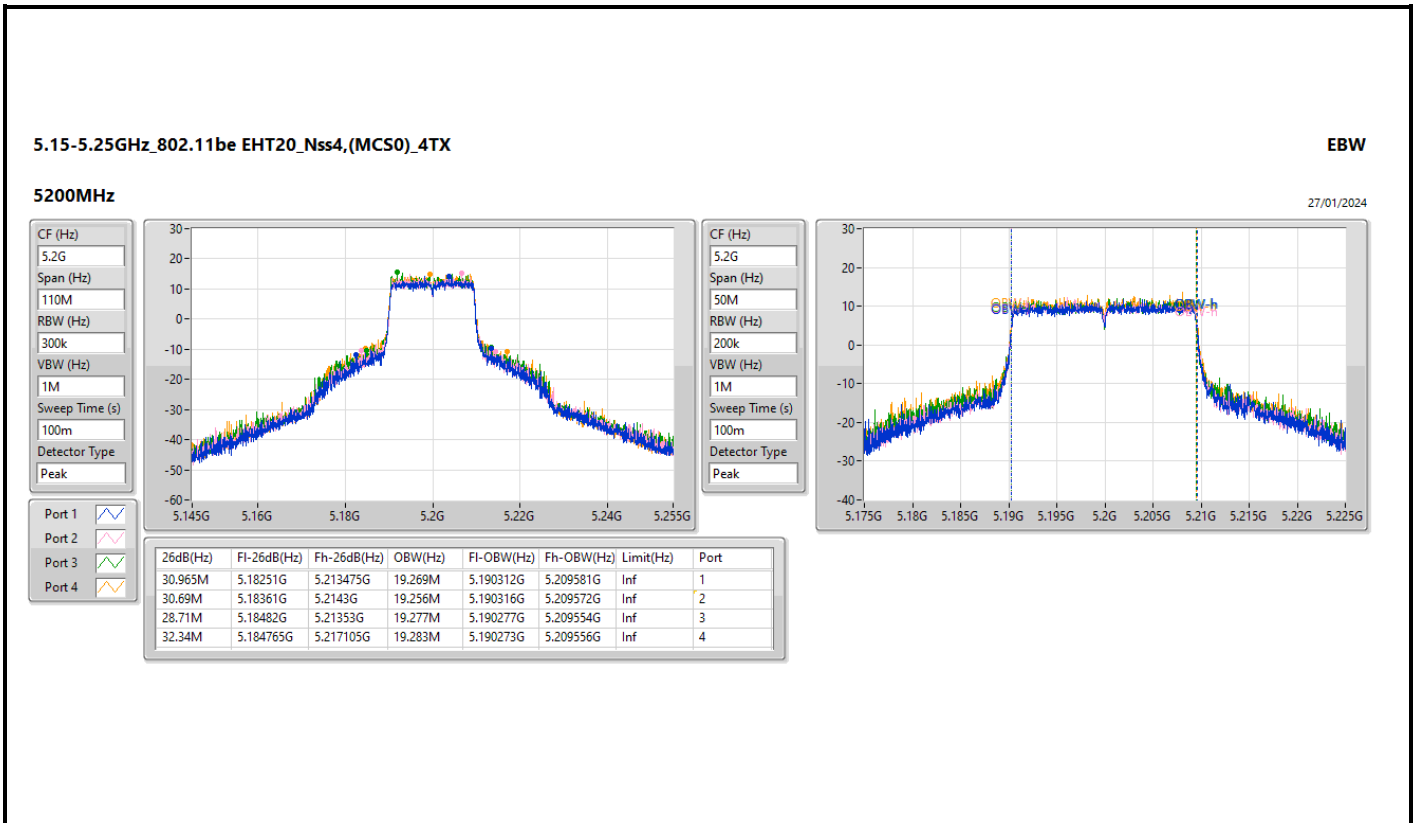 5.15-5.25GHz_802.11be EHT20_Nss4,(MCS0)_4TX
EBW
5200MHz
27/01/2024
CF (Hz)
5.2G
Span (Hz)
110M
RBW (Hz)
300k
VBW (Hz)
1M
Sweep Time (s)
100m
Detector Type
Peak
30
20
10
0
-10
-20
-30
-40
-50
-60
5.145G 5.16G 5.18G 5.2G 5.22G 5.24G 5.255G
CF (Hz)
5.2G
Span (Hz)
50M
RBW (Hz)
200k
VBW (Hz)
1M
Sweep Time (s)
100m
Detector Type
Peak
30
20
10
0
-10
-20
-30
-40
OBW-h
5.175G 5.18G 5.185G 5.19G 5.195G 5.2G 5.205G 5.21G 5.215G 5.22G 5.225G
Port 1
Port 2
Port 3
Port 4
26dB(Hz) Fl-26dB(Hz) Fh-26dB(Hz) OBW(Hz) Fl-OBW(Hz) Fh-OBW(Hz) Limit(Hz) Port
30.965M 5.18251G 5.213475G 19.269M 5.190312G 5.209581G Inf 1
30.69M 5.18361G 5.2143G 19.256M 5.190316G 5.209572G Inf 2
28.71M 5.18482G 5.21353G 19.277M 5.190277G 5.209554G Inf 3
32.34M 5.184765G 5.217105G 19.283M 5.190273G 5.209556G Inf 4